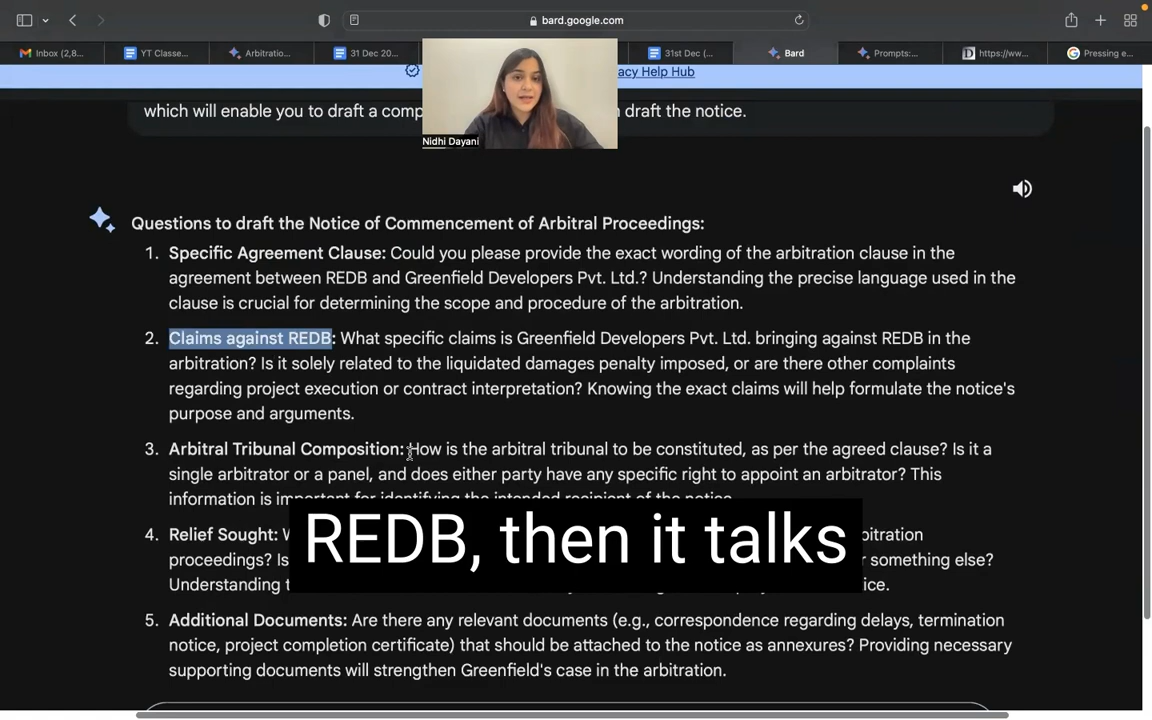 bard.google.com
Inbox (2,8...
YT Classe...
Arbitratio...
31 Dec 20...
31st Dec (...
Bard
Prompts:...
https://ww...
Pressing e...
acy Help Hub
which will enable you to draft a comp
draft the notice.
Nidhi Dayani
Questions to draft the Notice of Commencement of Arbitral Proceedings:
1. Specific Agreement Clause: Could you please provide the exact wording of the arbitration clause in the
agreement between REDB and Greenfield Developers Pvt. Ltd.? Understanding the precise language used in the
clause is crucial for determining the scope and procedure of the arbitration.
2. Claims against REDB: What specific claims is Greenfield Developers Pvt. Ltd. bringing against REDB in the
arbitration? Is it solely related to the liquidated damages penalty imposed, or are there other complaints
regarding project execution or contract interpretation? Knowing the exact claims will help formulate the notice's
purpose and arguments.
3. Arbitral Tribunal Composition: How is the arbitral tribunal to be constituted, as per the agreed clause? Is it a
single arbitrator or a panel, and does either party have any specific right to appoint an arbitrator? This
information is important for identifying the intended recipient of the notice.
4. Relief Sought: bitration
proceedings? Is r something else?
Understanding ice.
REDB, then it talks
5. Additional Documents: Are there any relevant documents (e.g., correspondence regarding delays, termination
notice, project completion certificate) that should be attached to the notice as annexures? Providing necessary
supporting documents will strengthen Greenfield's case in the arbitration.